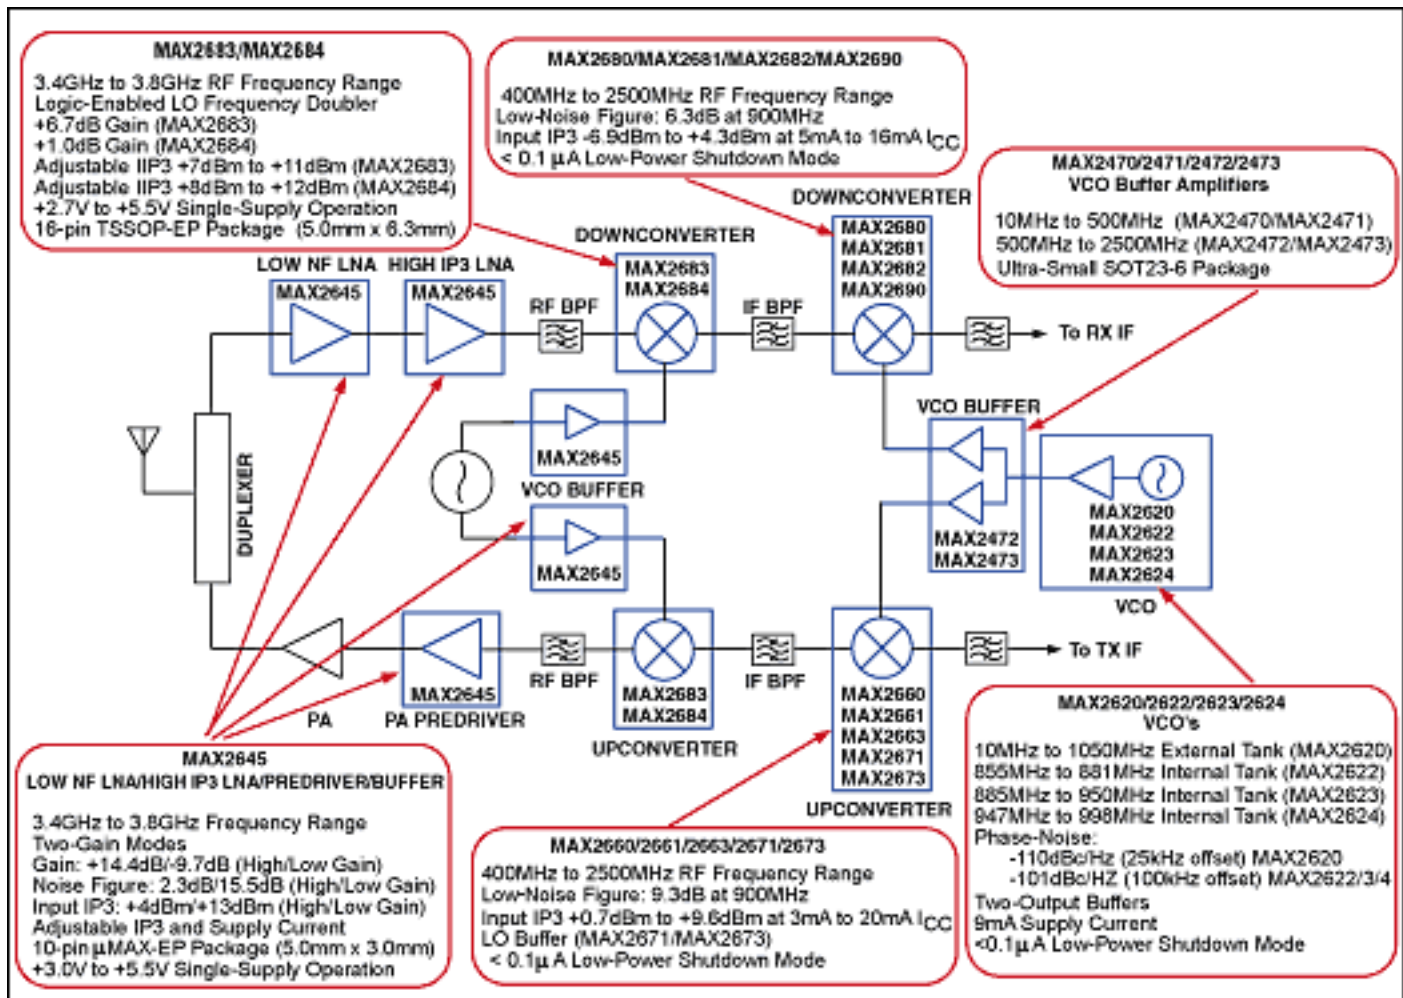 MAX2683/MAX2684
3.4GHz to 3.8GHz RF Frequency Range
Logic-Enabled LO Frequency Doubler
+6.7dB Gain (MAX2683)
+1.0dB Gain (MAX2684)
Adjustable IIP3 +7dBm to +11dBm (MAX2683)
Adjustable IIP3 +8dBm to +12dBm (MAX2684)
+2.7V to +5.5V Single-Supply Operation
16-pin TSSOP-EP Package (5.0mm x 6.3mm)
MAX2680/MAX2681/MAX2682/MAX2690
400MHz to 2500MHz RF Frequency Range
Low-Noise Figure: 6.3dB at 900MHz
Input IP3 -6.9dBm to +4.3dBm at 5mA to 16mA ICC
< 0.1µA Low-Power Shutdown Mode
MAX2470/2471/2472/2473
VCO Buffer Amplifiers
10MHz to 500MHz (MAX2470/MAX2471)
500MHz to 2500MHz (MAX2472/MAX2473)
Ultra-Small SOT23-6 Package
LOW NF LNA
MAX2645
HIGH IP3 LNA
MAX2645
RF BPF
DOWNCONVERTER
MAX2683
MAX2684
IF BPF
DOWNCONVERTER
MAX2680
MAX2681
MAX2682
MAX2690
To RX IF
DUPLEXER
MAX2645
VCO BUFFER
MAX2645
VCO BUFFER
MAX2472
MAX2473
MAX2620
MAX2622
MAX2623
MAX2624
VCO
PA
MAX2645
PA PREDRIVER
RF BPF
MAX2683
MAX2684
UPCONVERTER
IF BPF
MAX2660
MAX2661
MAX2663
MAX2671
MAX2673
UPCONVERTER
To TX IF
MAX2645
LOW NF LNA/HIGH IP3 LNA/PREDRIVER/BUFFER
3.4GHz to 3.8GHz Frequency Range
Two-Gain Modes
Gain: +14.4dB/-9.7dB (High/Low Gain)
Noise Figure: 2.3dB/15.5dB (High/Low Gain)
Input IP3: +4dBm/+13dBm (High/Low Gain)
Adjustable IP3 and Supply Current
10-pin µMAX-EP Package (5.0mm x 3.0mm)
+3.0V to +5.5V Single-Supply Operation
MAX2660/2661/2663/2671/2673
400MHz to 2500MHz RF Frequency Range
Low-Noise Figure: 9.3dB at 900MHz
Input IP3 +0.7dBm to +9.6dBm at 3mA to 20mA ICC
LO Buffer (MAX2671/MAX2673)
< 0.1µA Low-Power Shutdown Mode
MAX2620/2622/2623/2624
VCO's
10MHz to 1050MHz External Tank (MAX2620)
855MHz to 881MHz Internal Tank (MAX2622)
885MHz to 950MHz Internal Tank (MAX2623)
947MHz to 998MHz Internal Tank (MAX2624)
Phase-Noise:
-110dBc/Hz (25kHz offset) MAX2620
-101dBc/HZ (100kHz offset) MAX2622/3/4
Two-Output Buffers
9mA Supply Current
<0.1µA Low-Power Shutdown Mode